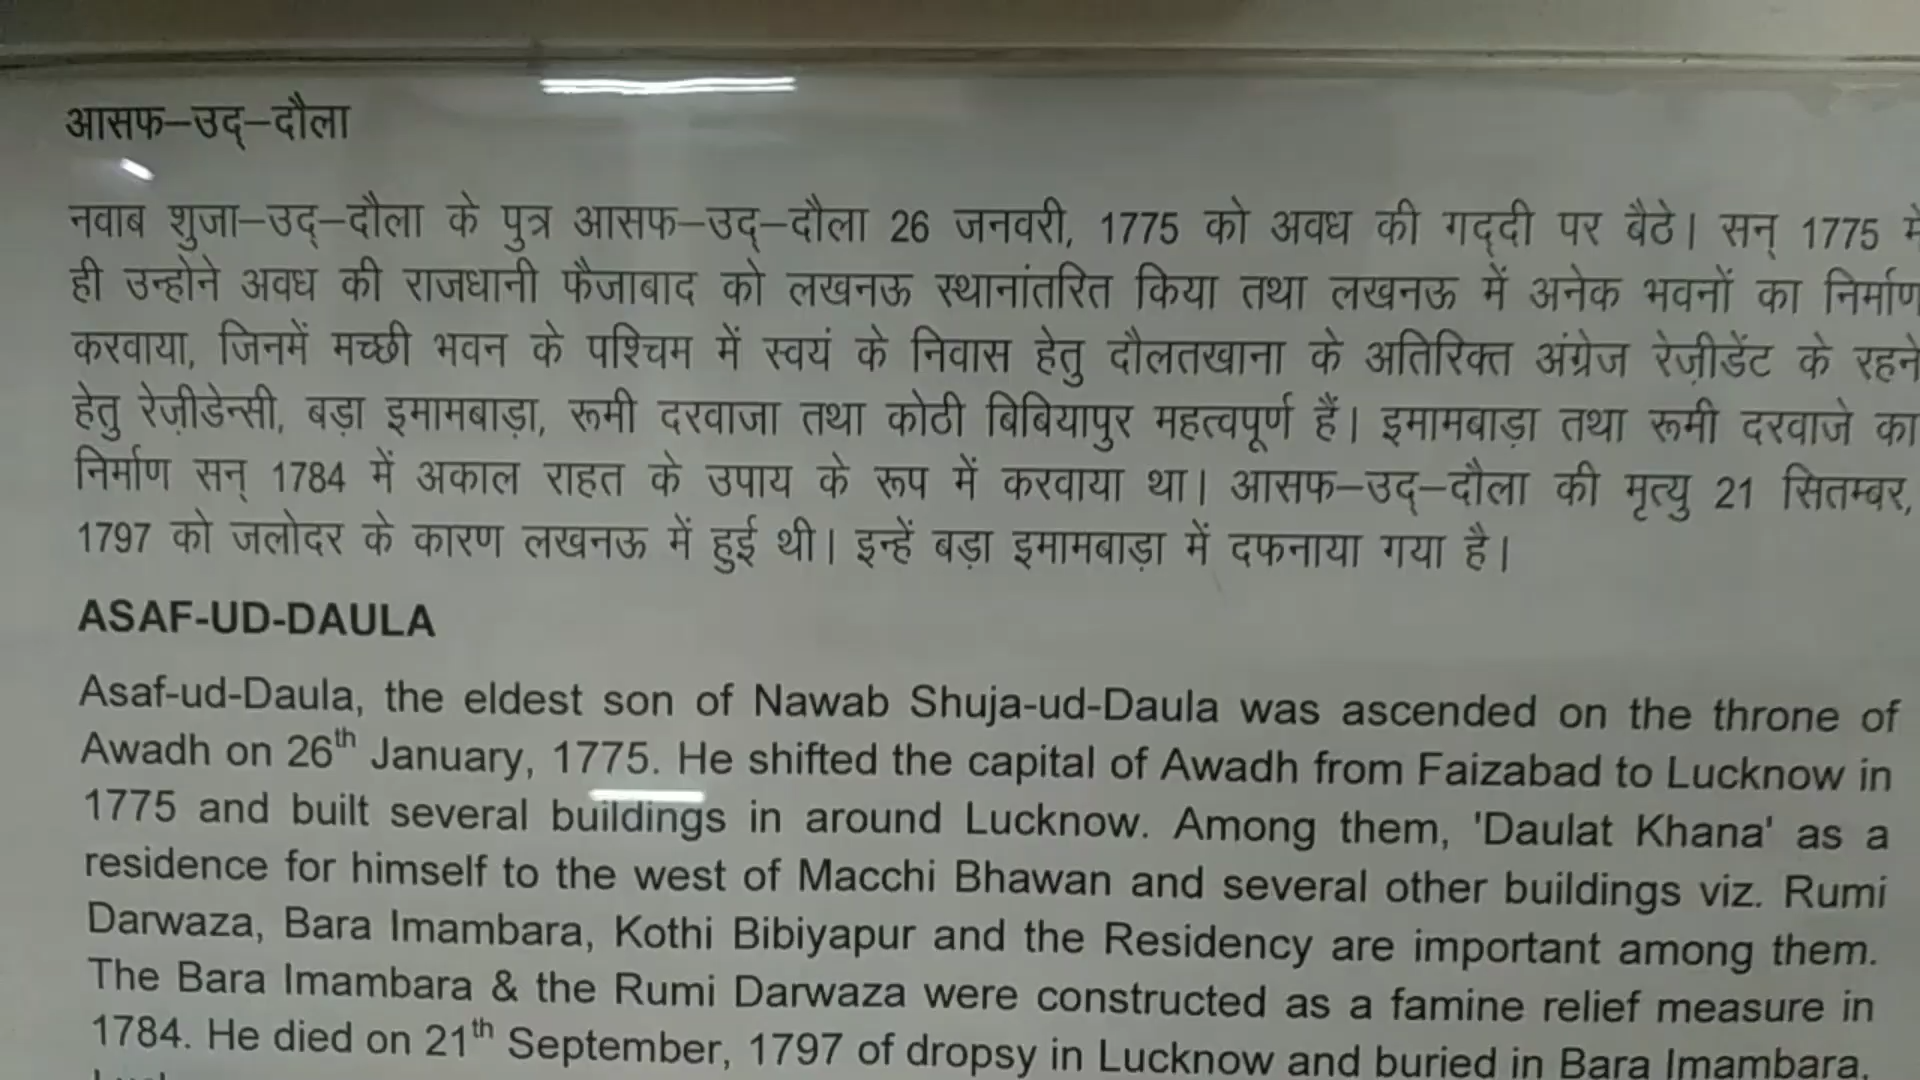 आसफ–उद्–दौला
नवाब शुजा–उद्–दौला के पुत्र आसफ–उद्–दौला 26 जनवरी, 1775 को अवध की गद्दी पर बैठे। सन् 1775 में
ही उन्होने अवध की राजधानी फैजाबाद को लखनऊ स्थानांतरित किया तथा लखनऊ में अनेक भवनों का निर्माण
करवाया, जिनमें मच्छी भवन के पश्चिम में स्वयं के निवास हेतु दौलतखाना के अतिरिक्त अंग्रेज रेज़ीडेंट के रहने
हेतु रेज़ीडेन्सी, बड़ा इमामबाड़ा, रूमी दरवाजा तथा कोठी बिबियापुर महत्वपूर्ण हैं। इमामबाड़ा तथा रूमी दरवाजे का
निर्माण सन् 1784 में अकाल राहत के उपाय के रूप में करवाया था। आसफ–उद्–दौला की मृत्यु 21 सितम्बर,
1797 को जलोदर के कारण लखनऊ में हुई थी। इन्हें बड़ा इमामबाड़ा में दफनाया गया है।
ASAF-UD-DAULA
Asaf-ud-Daula, the eldest son of Nawab Shuja-ud-Daula was ascended on the throne of
Awadh on 26th January, 1775. He shifted the capital of Awadh from Faizabad to Lucknow in
1775 and built several buildings in around Lucknow. Among them, 'Daulat Khana' as a
residence for himself to the west of Macchi Bhawan and several other buildings viz. Rumi
Darwaza, Bara Imambara, Kothi Bibiyapur and the Residency are important among them.
The Bara Imambara & the Rumi Darwaza were constructed as a famine relief measure in
1784. He died on 21th September, 1797 of dropsy in Lucknow and buried in Bara Imambara,